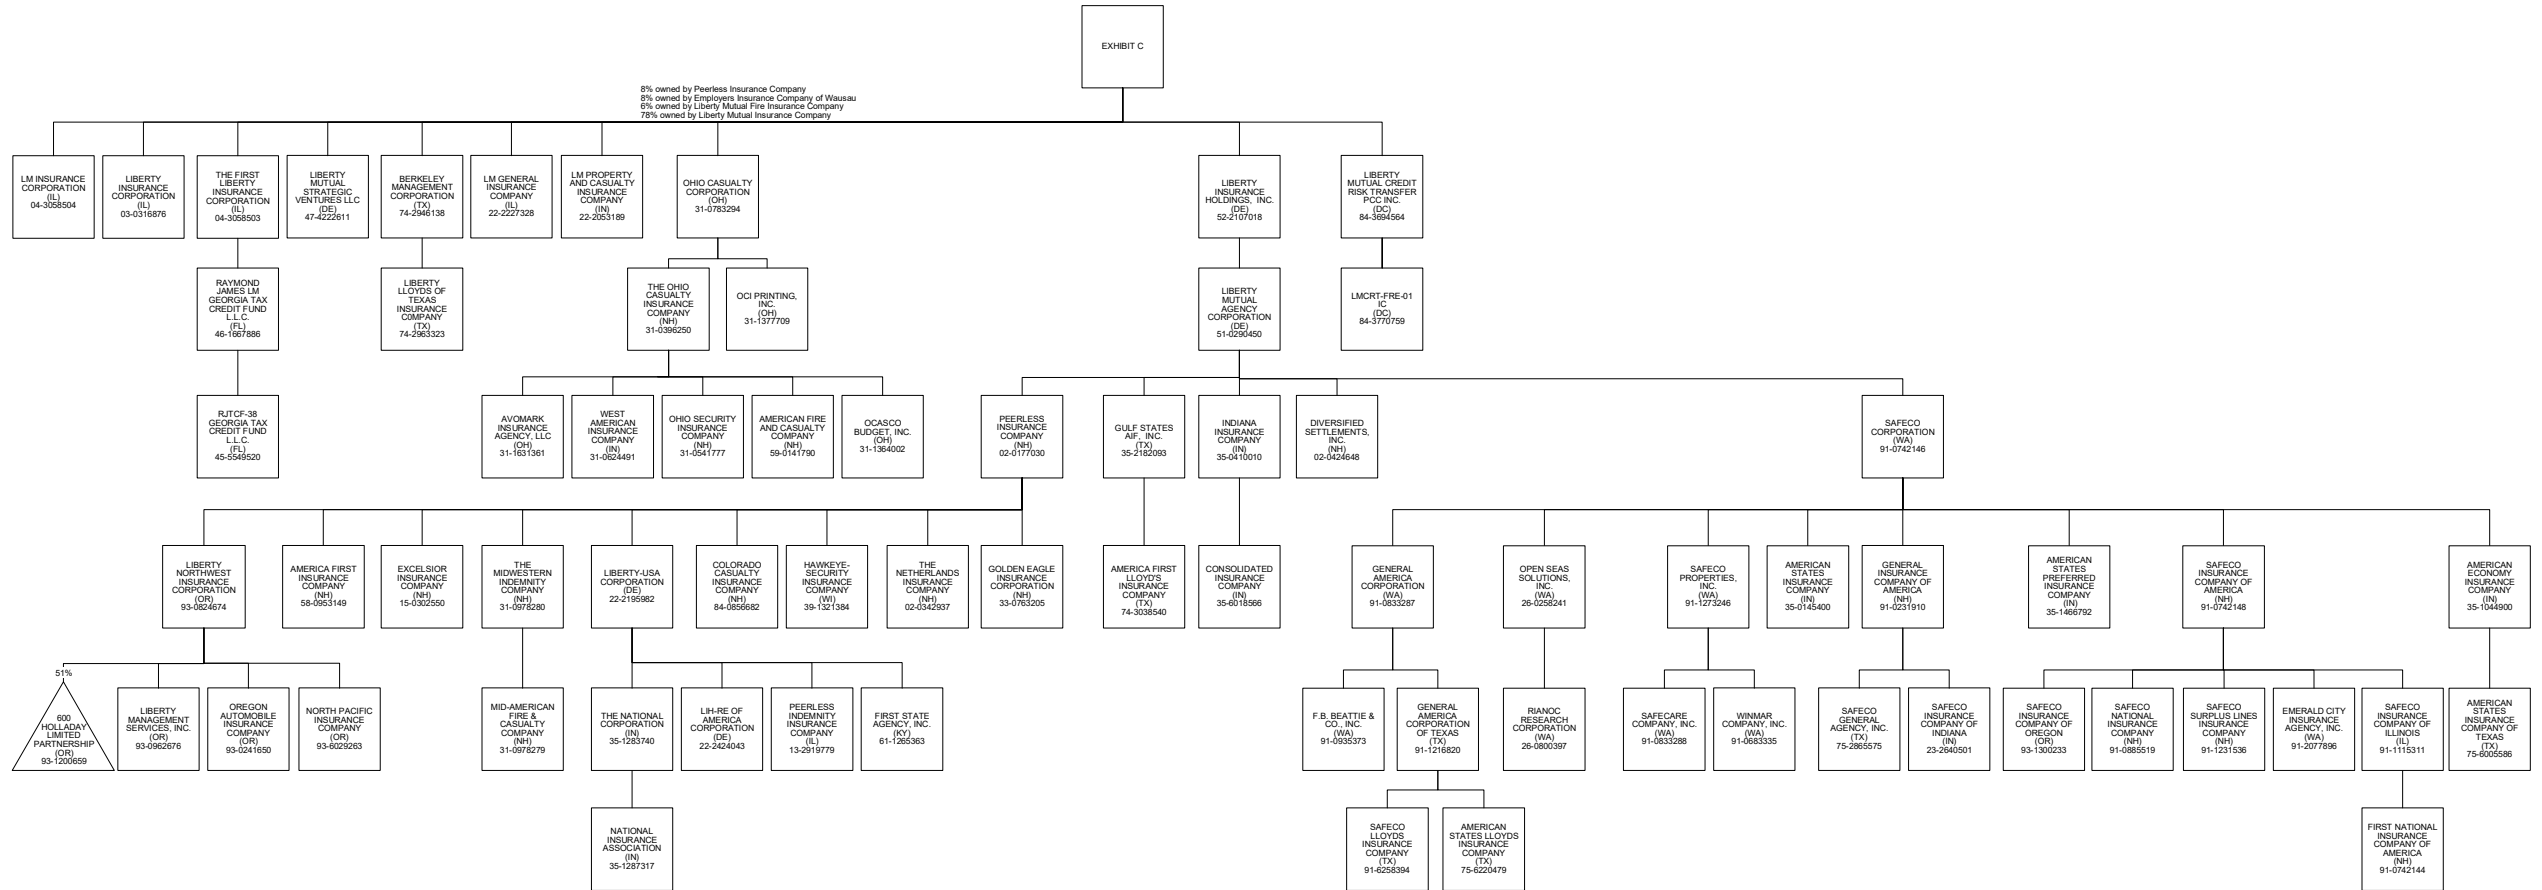 EXHIBIT C
8% owned by Peerless Insurance Company
8% owned by Employers Insurance Company of Wausau
6% owned by Liberty Mutual Fire Insurance Company
78% owned by Liberty Mutual Insurance Company
LM INSURANCE
CORPORATION
(IL)
04-3058504
LIBERTY
INSURANCE
CORPORATION
(IL)
03-0316876
THE FIRST
LIBERTY
INSURANCE
CORPORATION
(IL)
04-3058503
LIBERTY
MUTUAL
STRATEGIC
VENTURES LLC
(DE)
47-4222611
BERKELEY
MANAGEMENT
CORPORATION
(TX)
74-2946138
LM GENERAL
INSURANCE
COMPANY
(IL)
22-2227328
LM PROPERTY
AND CASUALTY
INSURANCE
COMPANY
(IN)
22-2053189
OHIO CASUALTY
CORPORATION
(OH)
31-0783294
LIBERTY
INSURANCE
HOLDINGS, INC.
(DE)
52-2107018
LIBERTY
MUTUAL CREDIT
RISK TRANSFER
PCC INC.
(DC)
84-3694564
RAYMOND
JAMES LM
GEORGIA TAX
CREDIT FUND
L.L.C.
(FL)
46-1667886
LIBERTY
LLOYDS OF
TEXAS
INSURANCE
C0MPANY
(TX)
74-2963323
THE OHIO
CASUALTY
INSURANCE
COMPANY
(NH)
31-0396250
OCI PRINTING,
INC.
(OH)
31-1377709
LIBERTY
MUTUAL
AGENCY
CORPORATION
(DE)
51-0290450
LMCRT-FRE-01
IC
(DC)
84-3770759
RJTCF-38
GEORGIA TAX
CREDIT FUND
L.L.C.
(FL)
45-5549520
AVOMARK
INSURANCE
AGENCY, LLC
(OH)
31-1631361
WEST
AMERICAN
INSURANCE
COMPANY
(IN)
31-0624491
OHIO SECURITY
INSURANCE
COMPANY
(NH)
31-0541777
AMERICAN FIRE
AND CASUALTY
COMPANY
(NH)
59-0141790
OCASCO
BUDGET, INC.
(OH)
31-1364002
PEERLESS
INSURANCE
COMPANY
(NH)
02-0177030
GULF STATES
AIF, INC.
(TX)
35-2182093
INDIANA
INSURANCE
COMPANY
(IN)
35-0410010
DIVERSIFIED
SETTLEMENTS,
INC.
(NH)
02-0424648
SAFECO
CORPORATION
(WA)
91-0742146
LIBERTY
NORTHWEST
INSURANCE
CORPORATION
(OR)
93-0824674
AMERICA FIRST
INSURANCE
COMPANY
(NH)
58-0953149
EXCELSIOR
INSURANCE
COMPANY
(NH)
15-0302550
THE
MIDWESTERN
INDEMNITY
COMPANY
(NH)
31-0978280
LIBERTY-USA
CORPORATION
(DE)
22-2195982
COLORADO
CASUALTY
INSURANCE
COMPANY
(NH)
84-0856682
HAWKEYE-
SECURITY
INSURANCE
COMPANY
(WI)
39-1321384
THE
NETHERLANDS
INSURANCE
COMPANY
(NH)
02-0342937
GOLDEN EAGLE
INSURANCE
CORPORATION
(NH)
33-0763205
AMERICA FIRST
LLOYD'S
INSURANCE
COMPANY
(TX)
74-3038540
CONSOLIDATED
INSURANCE
COMPANY
(IN)
35-6018566
GENERAL
AMERICA
CORPORATION
(WA)
91-0833287
OPEN SEAS
SOLUTIONS,
INC.
(WA)
26-0258241
SAFECO
PROPERTIES,
INC.
(WA)
91-1273246
AMERICAN
STATES
INSURANCE
COMPANY
(IN)
35-0145400
GENERAL
INSURANCE
COMPANY OF
AMERICA
(NH)
91-0231910
AMERICAN
STATES
PREFERRED
INSURANCE
COMPANY
(IN)
35-1466792
SAFECO
INSURANCE
COMPANY OF
AMERICA
(NH)
91-0742148
AMERICAN
ECONOMY
INSURANCE
COMPANY
(IN)
35-1044900
51%
600
HOLLADAY
LIMITED
PARTNERSHIP
(OR)
93-1200659
LIBERTY
MANAGEMENT
SERVICES, INC.
(OR)
93-0962676
OREGON
AUTOMOBILE
INSURANCE
COMPANY
(OR)
93-0241650
NORTH PACIFIC
INSURANCE
COMPANY
(OR)
93-6029263
MID-AMERICAN
FIRE &
CASUALTY
COMPANY
(NH)
31-0978279
THE NATIONAL
CORPORATION
(IN)
35-1283740
LIH-RE OF
AMERICA
CORPORATION
(DE)
22-2424043
PEERLESS
INDEMNITY
INSURANCE
COMPANY
(IL)
13-2919779
FIRST STATE
AGENCY, INC.
(KY)
61-1265363
F.B. BEATTIE &
CO., INC.
(WA)
91-0935373
GENERAL
AMERICA
CORPORATION
OF TEXAS
(TX)
91-1216820
RIANOC
RESEARCH
CORPORATION
(WA)
26-0800397
SAFECARE
COMPANY, INC.
(WA)
91-0833288
WINMAR
COMPANY, INC.
(WA)
91-0683335
SAFECO
GENERAL
AGENCY, INC.
(TX)
75-2865575
SAFECO
INSURANCE
COMPANY OF
INDIANA
(IN)
23-2640501
SAFECO
INSURANCE
COMPANY OF
OREGON
(OR)
93-1300233
SAFECO
NATIONAL
INSURANCE
COMPANY
(NH)
91-0885519
SAFECO
SURPLUS LINES
INSURANCE
COMPANY
(NH)
91-1231536
EMERALD CITY
INSURANCE
AGENCY, INC.
(WA)
91-2077896
SAFECO
INSURANCE
COMPANY OF
ILLINOIS
(IL)
91-1115311
AMERICAN
STATES
INSURANCE
COMPANY OF
TEXAS
(TX)
75-6005586
NATIONAL
INSURANCE
ASSOCIATION
(IN)
35-1287317
SAFECO
LLOYDS
INSURANCE
COMPANY
(TX)
91-6258394
AMERICAN
STATES LLOYDS
INSURANCE
COMPANY
(TX)
75-6220479
FIRST NATIONAL
INSURANCE
COMPANY OF
AMERICA
(NH)
91-0742144